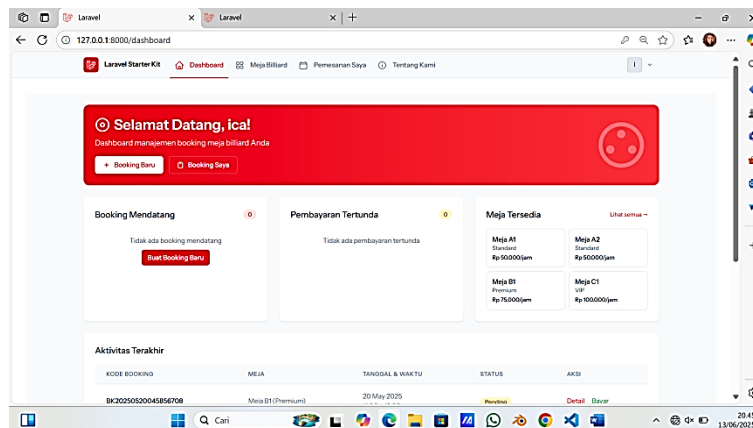 Laravel
Laravel
127.0.0.1:8000/dashboard
Laravel Starter Kit
Dashboard
Meja Billiard
Pemesanan Saya
Tentang Kami
I
Selamat Datang, ica!
Dashboard manajemen booking meja billiard Anda
+ Booking Baru
Booking Saya
Booking Mendatang
0
Tidak ada booking mendatang
Buat Booking Baru
Pembayaran Tertunda
0
Tidak ada pembayaran tertunda
Meja Tersedia
Lihat semua →
Meja A1
Standard
Rp 50.000/jam
Meja A2
Standard
Rp 50.000/jam
Meja B1
Premium
Rp 75.000/jam
Meja C1
VIP
Rp 100.000/jam
Aktivitas Terakhir
KODE BOOKING MEJA TANGGAL & WAKTU STATUS AKSI
BK20250520045856708 Meja B1 (Premium) 20 May 2025 Pending Detail Bayar
Cari
20.45
13/06/2025